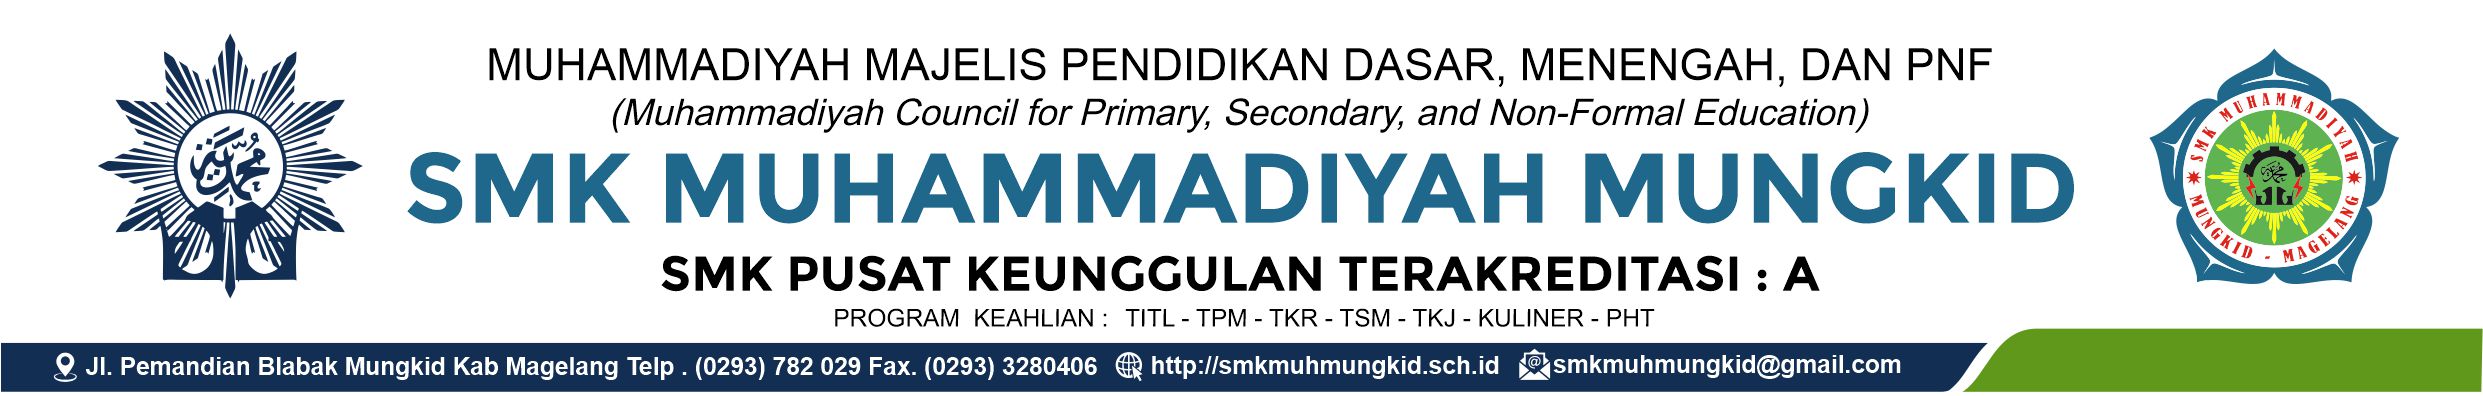 MUHAMMADIYAH MAJELIS PENDIDIKAN DASAR, MENENGAH, DAN PNF
(Muhammadiyah Council for Primary, Secondary, and Non-Formal Education)
SMK MUHAMMADIYAH MUNGKID
SMK PUSAT KEUNGGULAN TERAKREDITASI : A
PROGRAM KEAHLIAN : TITL - TPM - TKR - TSM - TKJ - KULINER - PHT
Jl. Pemandian Blabak Mungkid Kab Magelang Telp . (0293) 782 029 Fax. (0293) 3280406 http://smkmuhmungkid.sch.id smkmuhmungkid@gmail.com
محمدية
SMK MUHAMMADIYAH
MUNGKID - MAGELANG